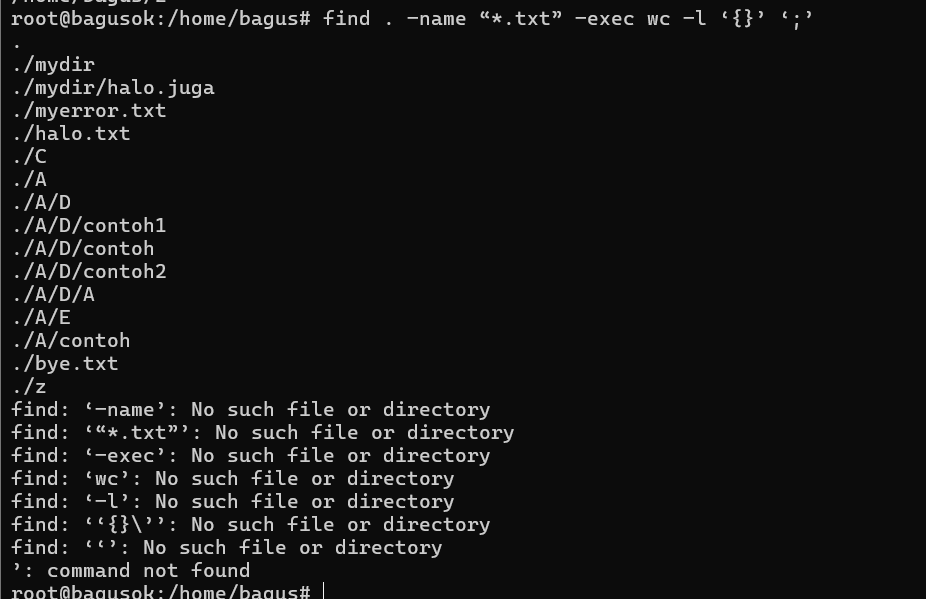 root@bagusok:/home/bagus# find . –name “*.txt” –exec wc –l ‘{}’ ‘;’
.
./mydir
./mydir/halo.juga
./myerror.txt
./halo.txt
./C
./A
./A/D
./A/D/contoh1
./A/D/contoh
./A/D/contoh2
./A/D/A
./A/E
./A/contoh
./bye.txt
./z
find: ‘–name’: No such file or directory
find: ‘“*.txt”’: No such file or directory
find: ‘–exec’: No such file or directory
find: ‘wc’: No such file or directory
find: ‘–l’: No such file or directory
find: ‘‘{}\’’: No such file or directory
find: ‘‘’: No such file or directory
’: command not found
root@bagusok:/home/bagus#